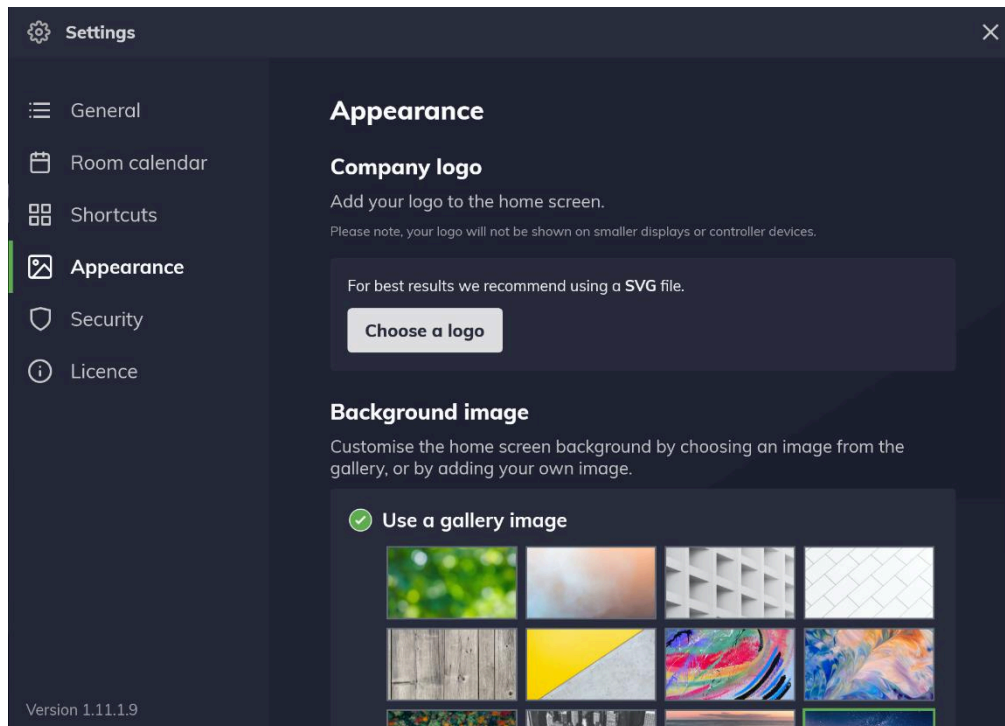 Settings
General
Room calendar
Shortcuts
Appearance
Security
Licence
Version 1.11.1.9
Appearance
Company logo
Add your logo to the home screen.
Please note, your logo will not be shown on smaller displays or controller devices.
For best results we recommend using a SVG file.
Choose a logo
Background image
Customise the home screen background by choosing an image from the
gallery, or by adding your own image.
Use a gallery image